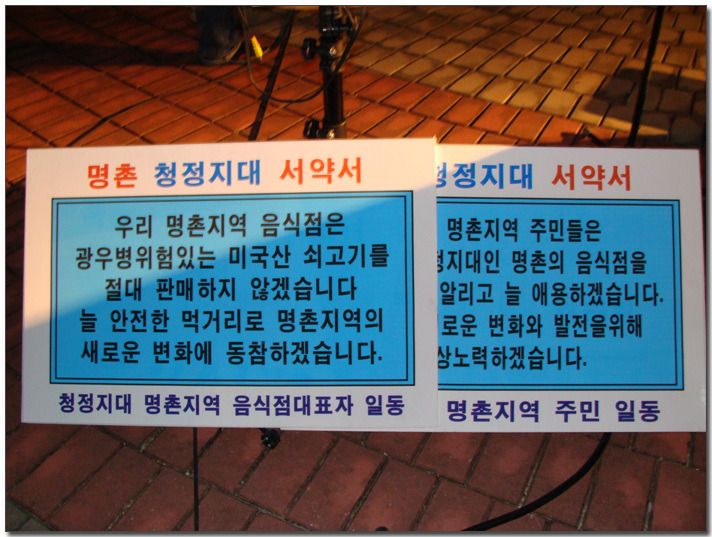 명촌 청정지대 서약서
우리 명촌지역 음식점은
광우병위험있는 미국산 쇠고기를
절대 판매하지 않겠습니다
늘 안전한 먹거리로 명촌지역의
새로운 변화에 동참하겠습니다.
청정지대 명촌지역 음식점대표자 일동
청정지대 서약서
명촌지역 주민들은
정지대인 명촌의 음식점을
알리고 늘 애용하겠습니다.
로운 변화와 발전을위해
상노력하겠습니다.
명촌지역 주민 일동